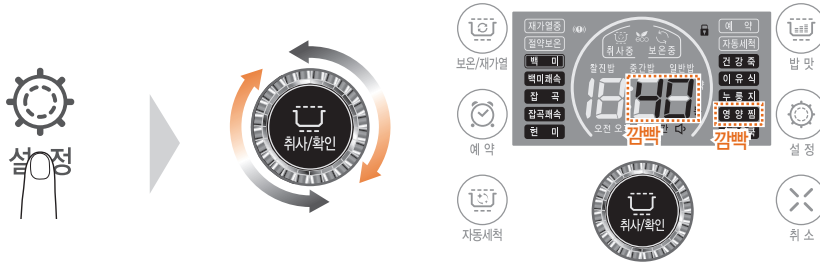 설정
취사/확인
보온/재가열
예 약
자동세척
재가열중
절약보온
백 미
백미쾌속
잡 곡
잡곡쾌속
현 미
취사중
ECO
보온중
찰진밥 중간밥 일반밥
40
오전
깜빡
예 약
자동세척
건강죽
이유식
누룽지
영양찜
깜빡
취사/확인
밥 맛
설 정
취 소